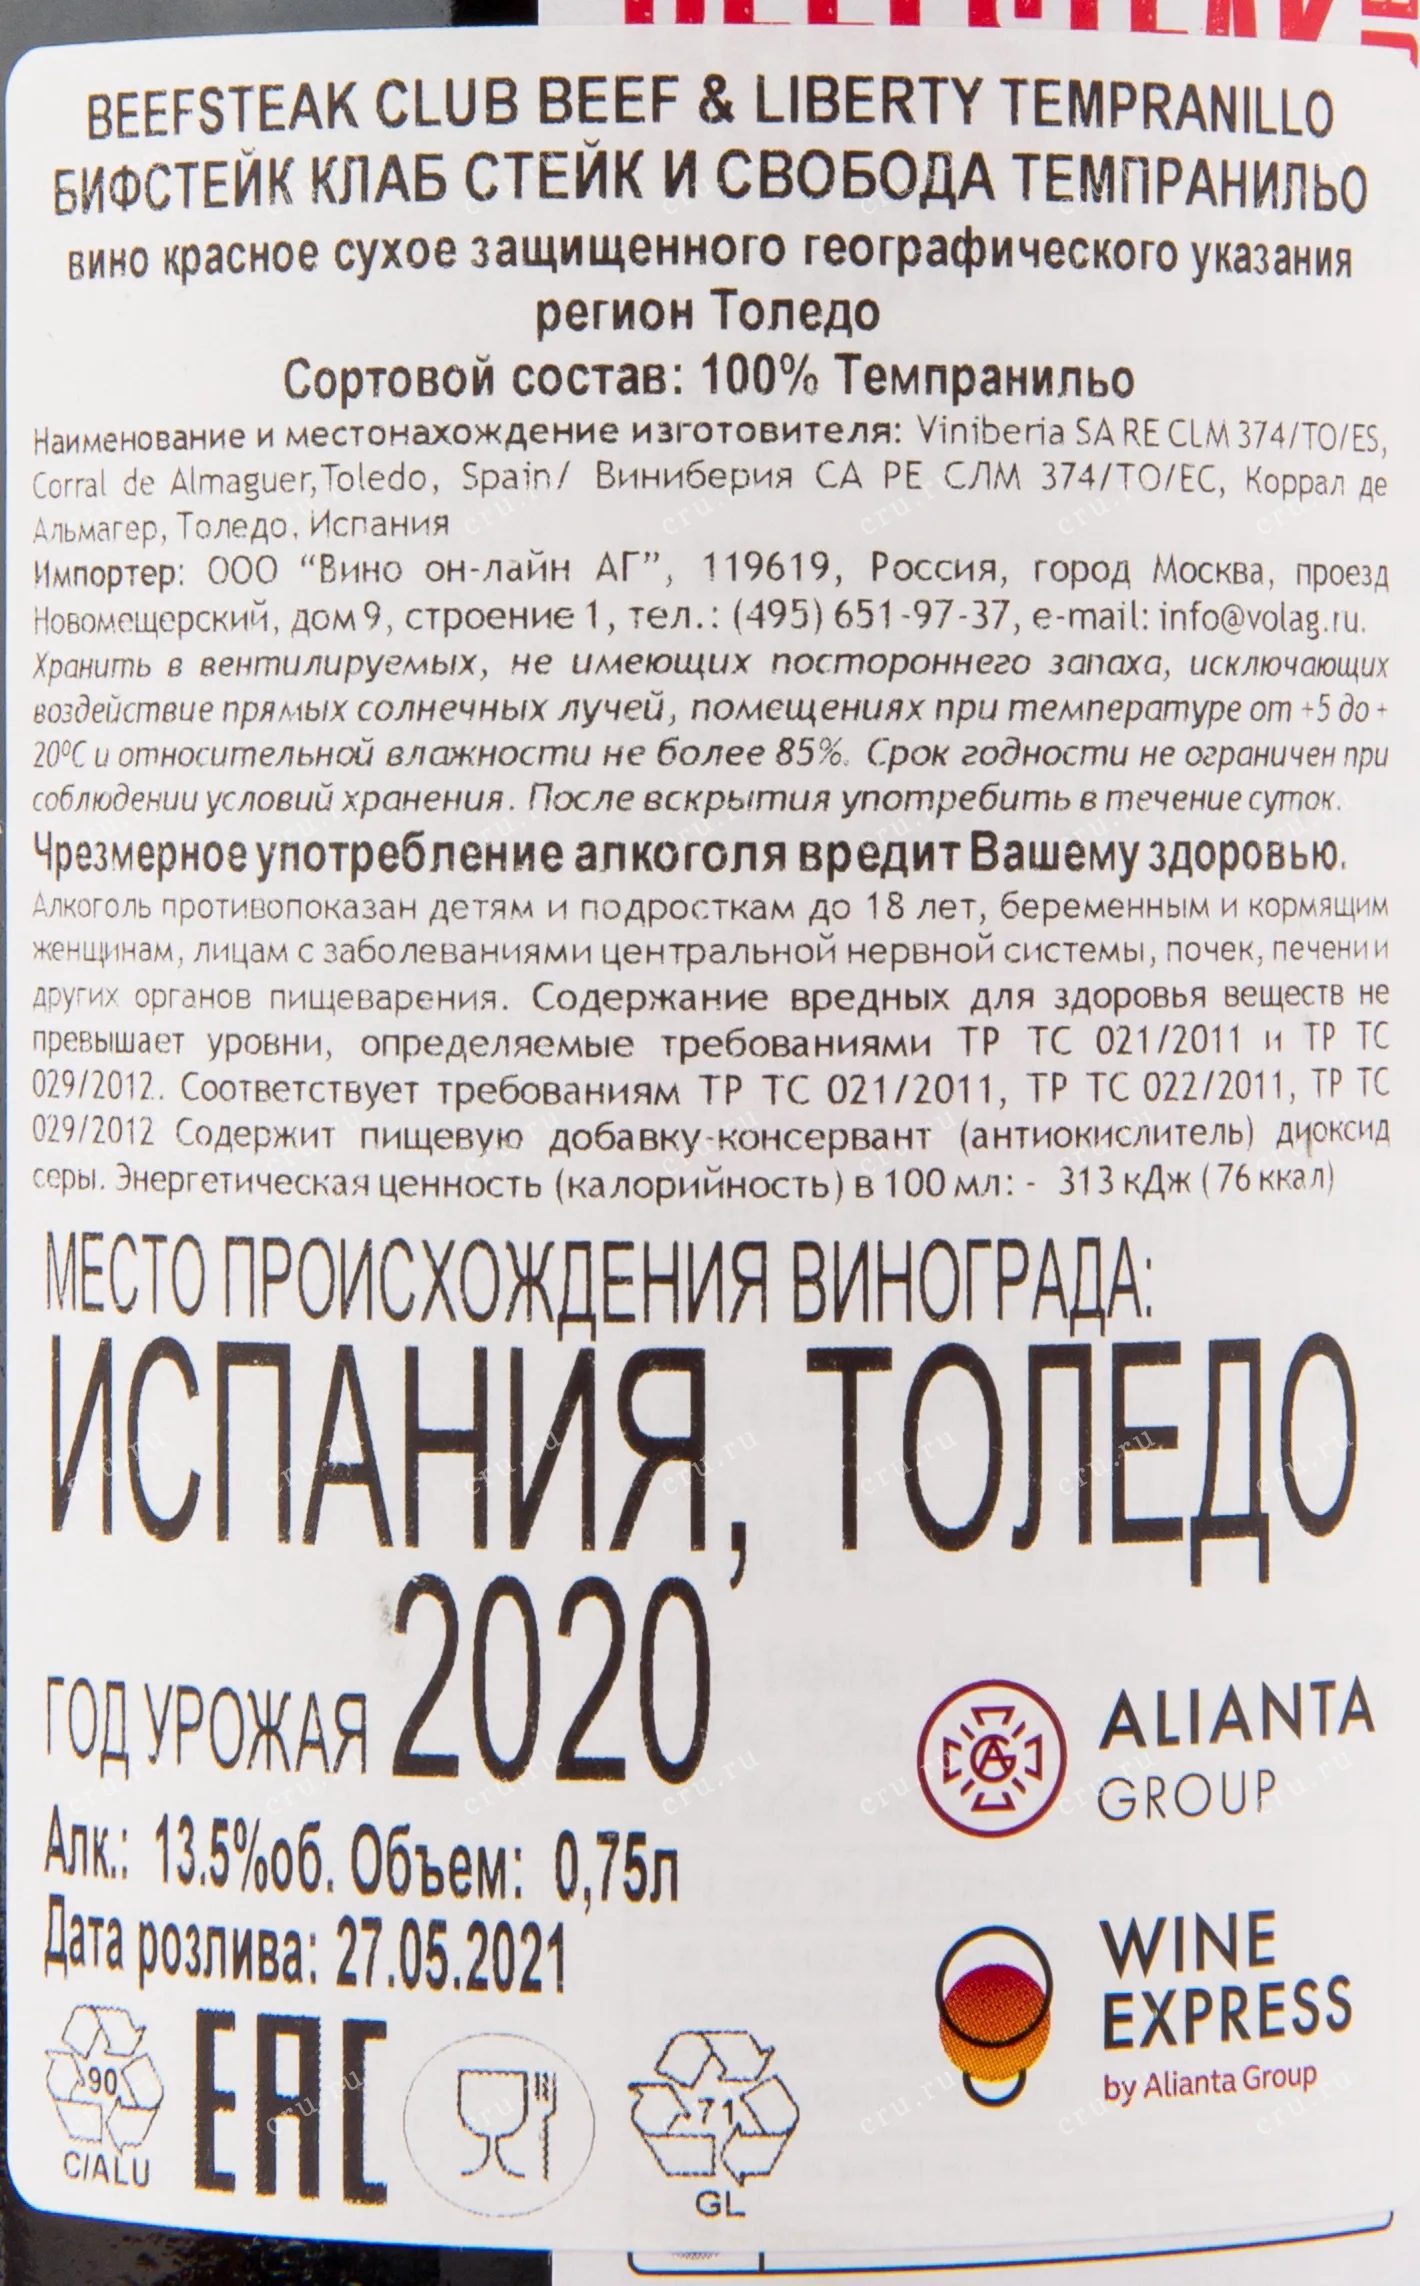 BEEFSTEAK
BEEFSTEAK CLUB BEEF & LIBERTY TEMPRANILLO
БИФСТЕЙК КЛАБ СТЕЙК И СВОБОДА ТЕМПРАНИЛЬО
вино красное сухое защищенного географического указания
регион Толедо
Сортовой состав: 100% Темпранильо
Наименование и местонахождение изготовителя: Viniberia SA RE CLM 374/TO/ES,
Corral de Almaguer,Toledo, Spain/ Виниберия СА РЕ СЛМ 374/ТО/ЕС, Коррал де
Альмагер, Толедо, Испания
Импортер: ООО “Вино он-лайн АГ”, 119619, Россия, город Москва, проезд
Новомещерский, дом 9, строение 1, тел.: (495) 651-97-37, e-mail: info@volag.ru.
Хранить в вентилируемых, не имеющих постороннего запаха, исключающих
воздействие прямых солнечных лучей, помещениях при температуре от +5 до +
20ºС и относительной влажности не более 85%. Срок годности не ограничен при
соблюдении условий хранения. После вскрытия употребить в течение суток.
Чрезмерное употребление алкоголя вредит Вашему здоровью.
Алкоголь противопоказан детям и подросткам до 18 лет, беременным и кормящим
женщинам, лицам с заболеваниями центральной нервной системы, почек, печени и
других органов пищеварения. Содержание вредных для здоровья веществ не
превышает уровни, определяемые требованиями ТР ТС 021/2011 и ТР ТС
029/2012. Соответствует требованиям ТР ТС 021/2011, ТР ТС 022/2011, ТР ТС
029/2012 Содержит пищевую добавку-консервант (антиокислитель) диоксид
серы. Энергетическая ценность (калорийность) в 100 мл: - 313 кДж (76 ккал)
МЕСТО ПРОИСХОЖДЕНИЯ ВИНОГРАДА:
ИСПАНИЯ, ТОЛЕДО
ГОД УРОЖАЯ 2020
Алк.: 13.5%об. Объем: 0,75л
Дата розлива: 27.05.2021
ALIANTA
GROUP
WINE
EXPRESS
by Alianta Group
90
C/ALU
EAC
71
GL
cru.ru